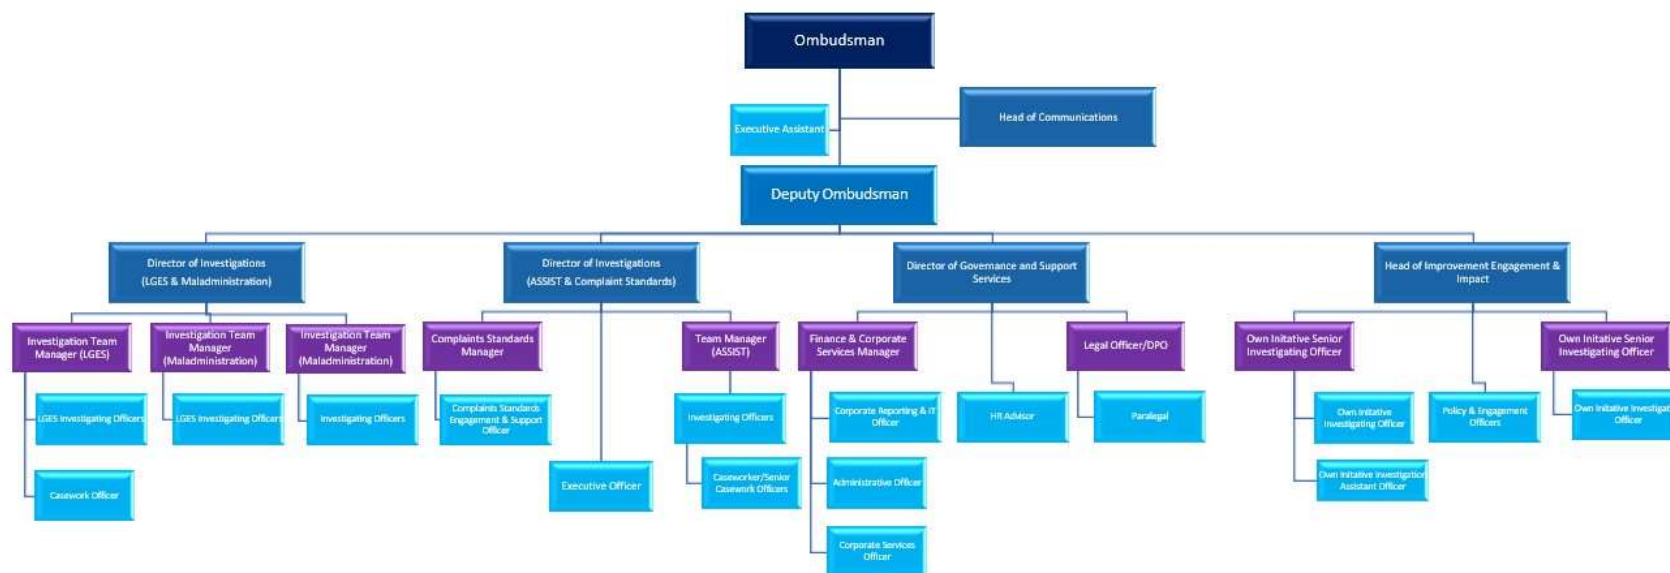 Ombudsman
Executive Assistant
Head of Communications
Deputy Ombudsman
Director of Investigations
(LGES & Maladministration)
Director of Investigations
(ASSIST & Complaint Standards)
Director of Governance and Support
Services
Head of Improvement Engagement &
Impact
Investigation Team
Manager (LGES)
Investigation Team
Manager
(Maladministration)
Investigation Team
Manager
(Maladministration)
Complaints Standards
Manager
Team Manager
(ASSIST)
Finance & Corporate
Services Manager
Legal Officer/DPO
Own Initative Senior
Investigating Officer
Own Initative Senior
Investigating Officer
LGES Investigating Officers
LGES Investigating Officers
Investigating Officers
Complaints Standards
Engagement & Support
Officer
Investigating Officers
Corporate Reporting & IT
Officer
HR Advisor
Paralegal
Own Initative
Investigating Officer
Policy & Engagement
Officers
Own Initative Investigat
Officer
Casework Officer
Executive Officer
Caseworker/Senior
Casework Officers
Administrative Officer
Own Initative Investigation
Assistant Officer
Corporate Services
Officer